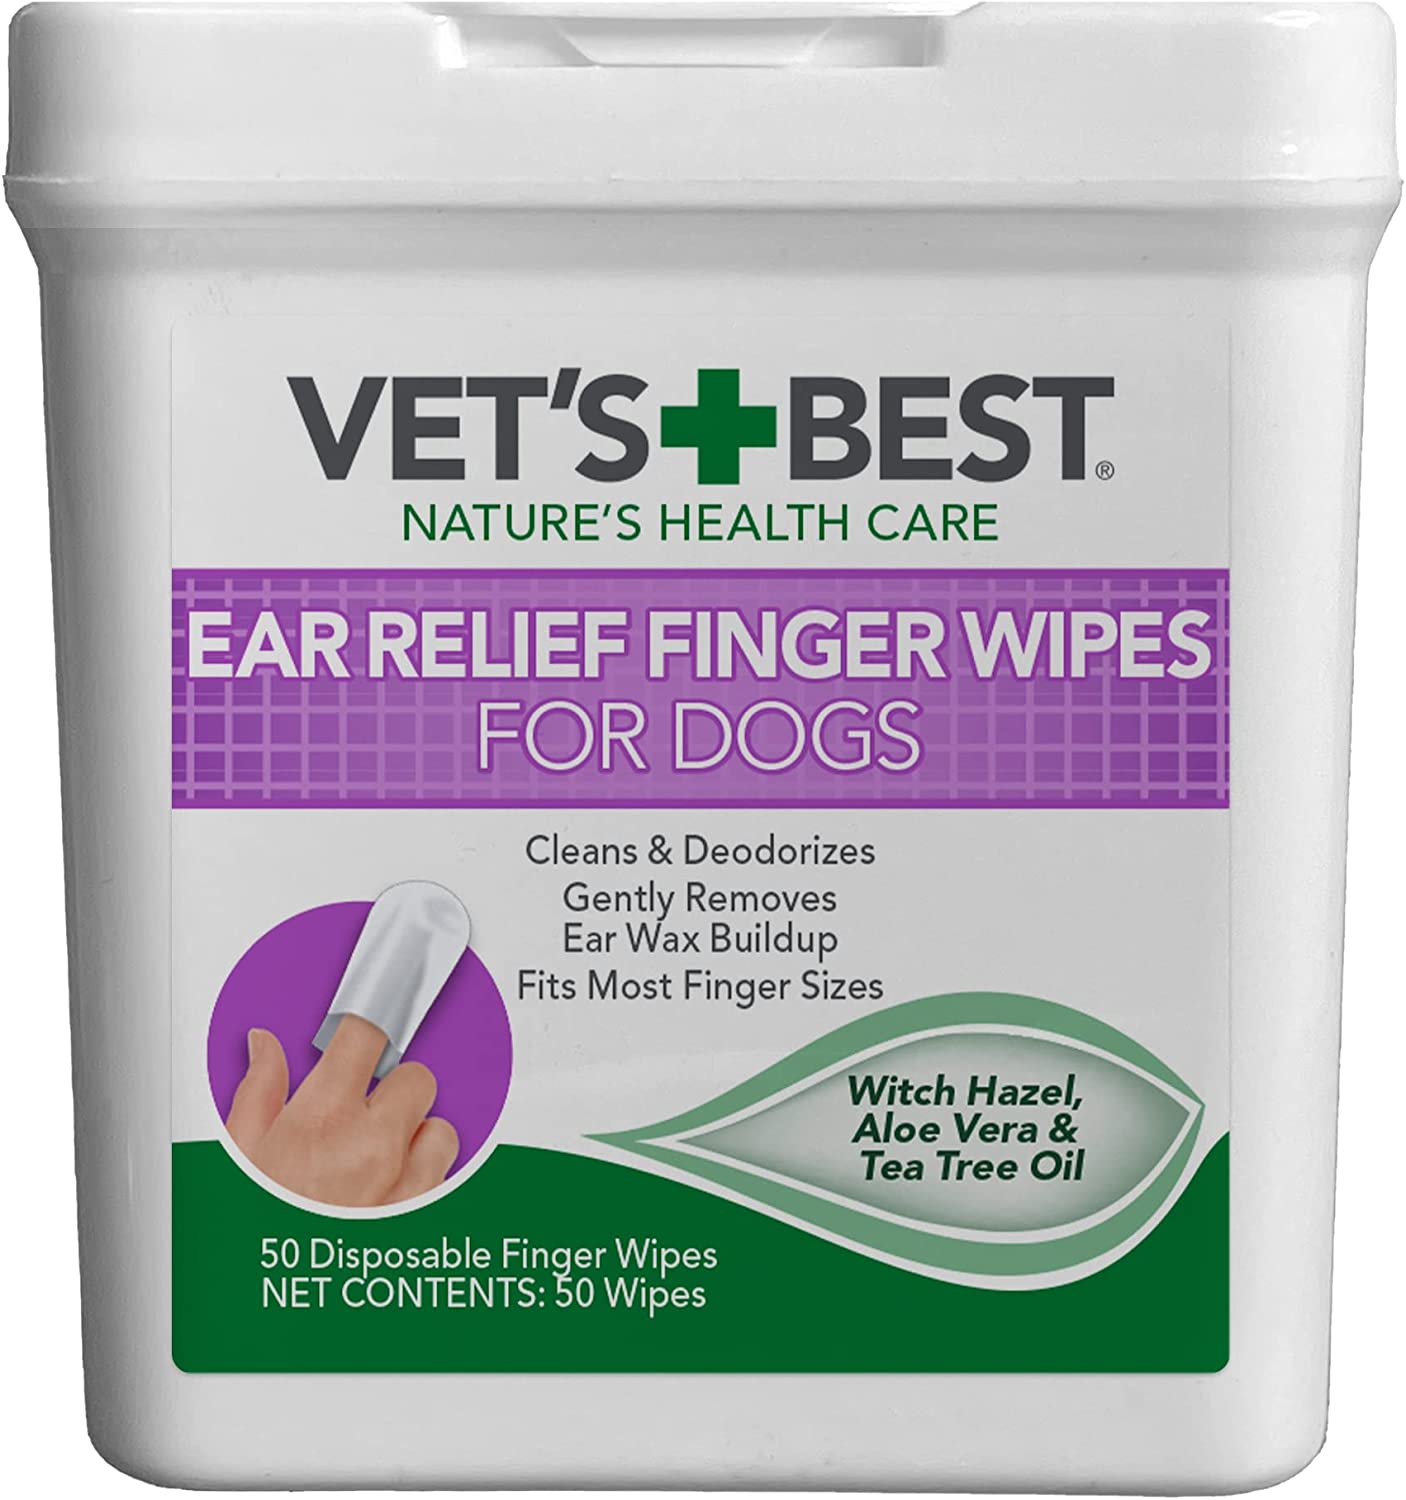 VET'S+BEST®
NATURE'S HEALTH CARE
EAR RELIEF FINGER WIPES
FOR DOGS
Cleans & Deodorizes
Gently Removes
Ear Wax Buildup
Fits Most Finger Sizes
Witch Hazel,
Aloe Vera &
Tea Tree Oil
50 Disposable Finger Wipes
NET CONTENTS: 50 Wipes